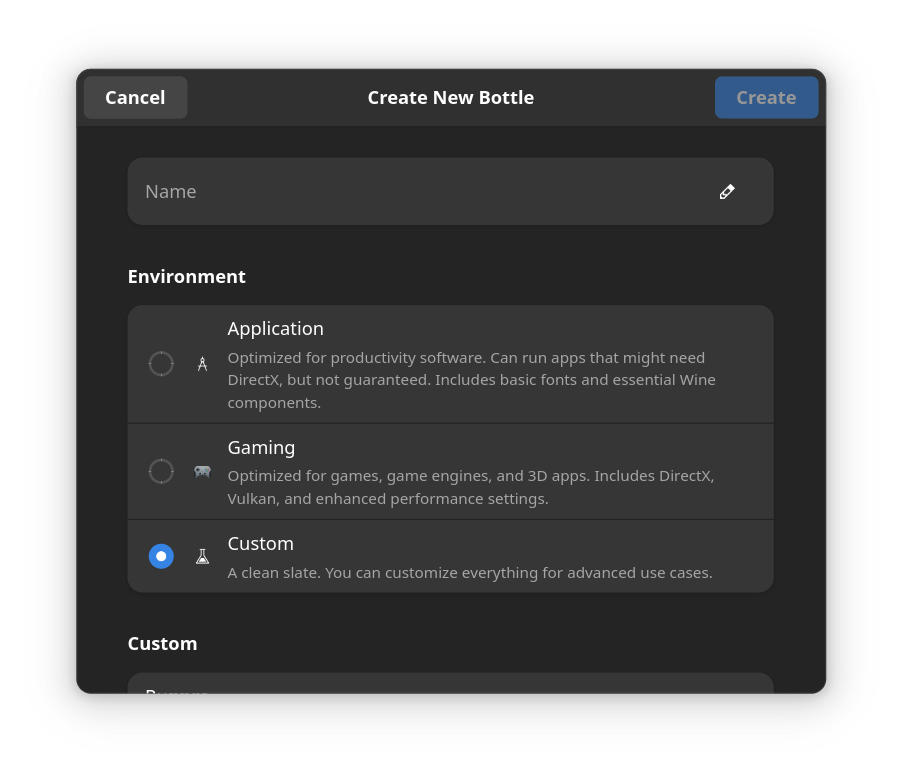 Cancel
Create New Bottle
Create
Name
Environment
Application
Optimized for productivity software. Can run apps that might need
DirectX, but not guaranteed. Includes basic fonts and essential Wine
components.
Gaming
Optimized for games, game engines, and 3D apps. Includes DirectX,
Vulkan, and enhanced performance settings.
Custom
A clean slate. You can customize everything for advanced use cases.
Custom